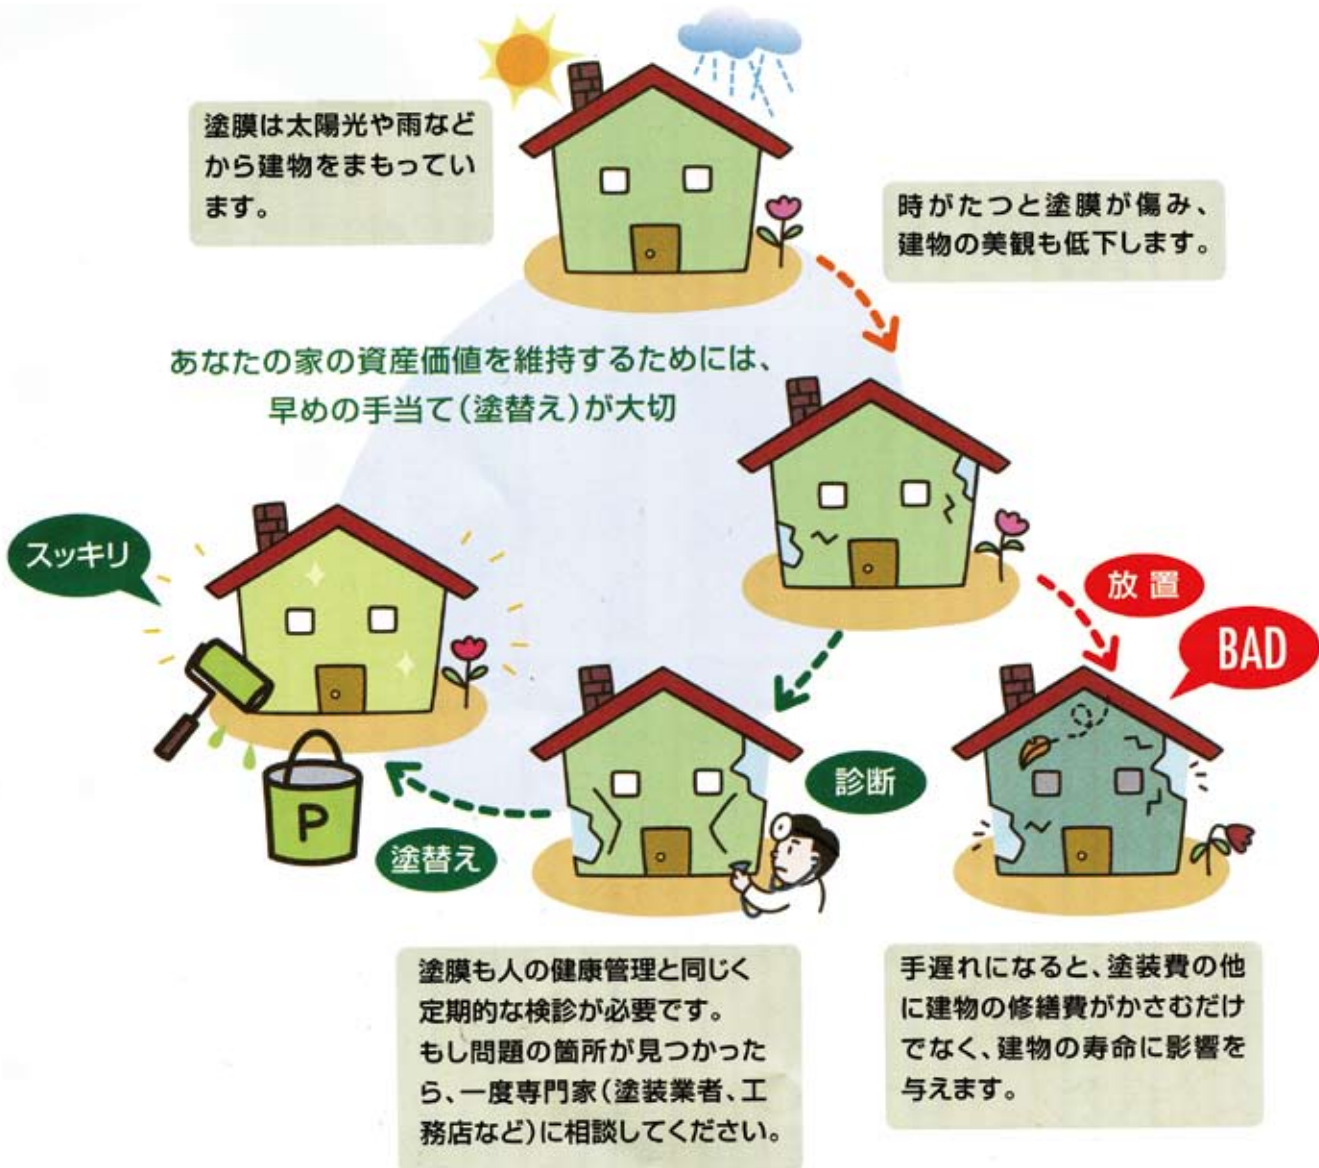 塗膜は太陽光や雨など
から建物をまもってい
ます。
時がたつと塗膜が傷み、
建物の美観も低下します。
あなたの家の資産価値を維持するためには、
早めの手当て(塗替え)が大切
スッキリ
放置
BAD
診断
P
塗替え
塗膜も人の健康管理と同じく
定期的な検診が必要です。
もし問題の箇所が見つかった
ら、一度専門家(塗装業者、工
務店など)に相談してください。
手遅れになると、塗装費の他
に建物の修繕費がかさむだけ
でなく、建物の寿命に影響を
与えます。